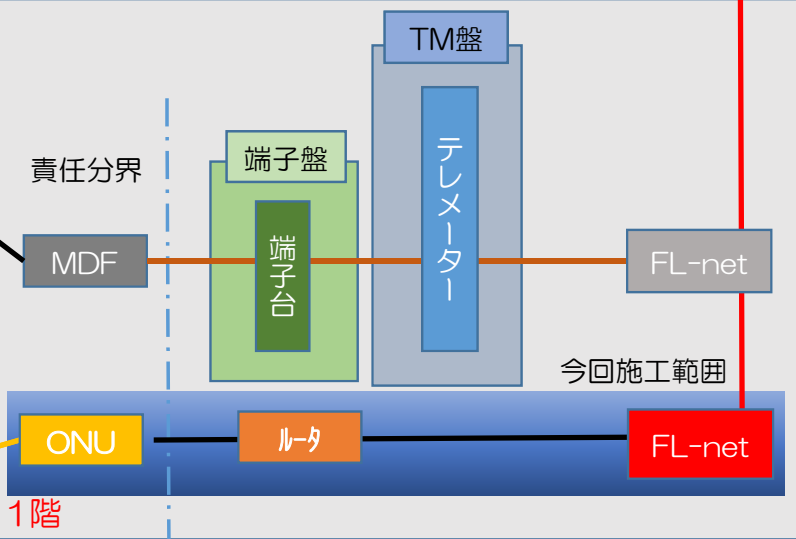 TM盤
端子盤
テレメーター
責任分界
MDF
端子台
FL-net
今回施工範囲
ONU
ﾙｰﾀ
FL-net
1階